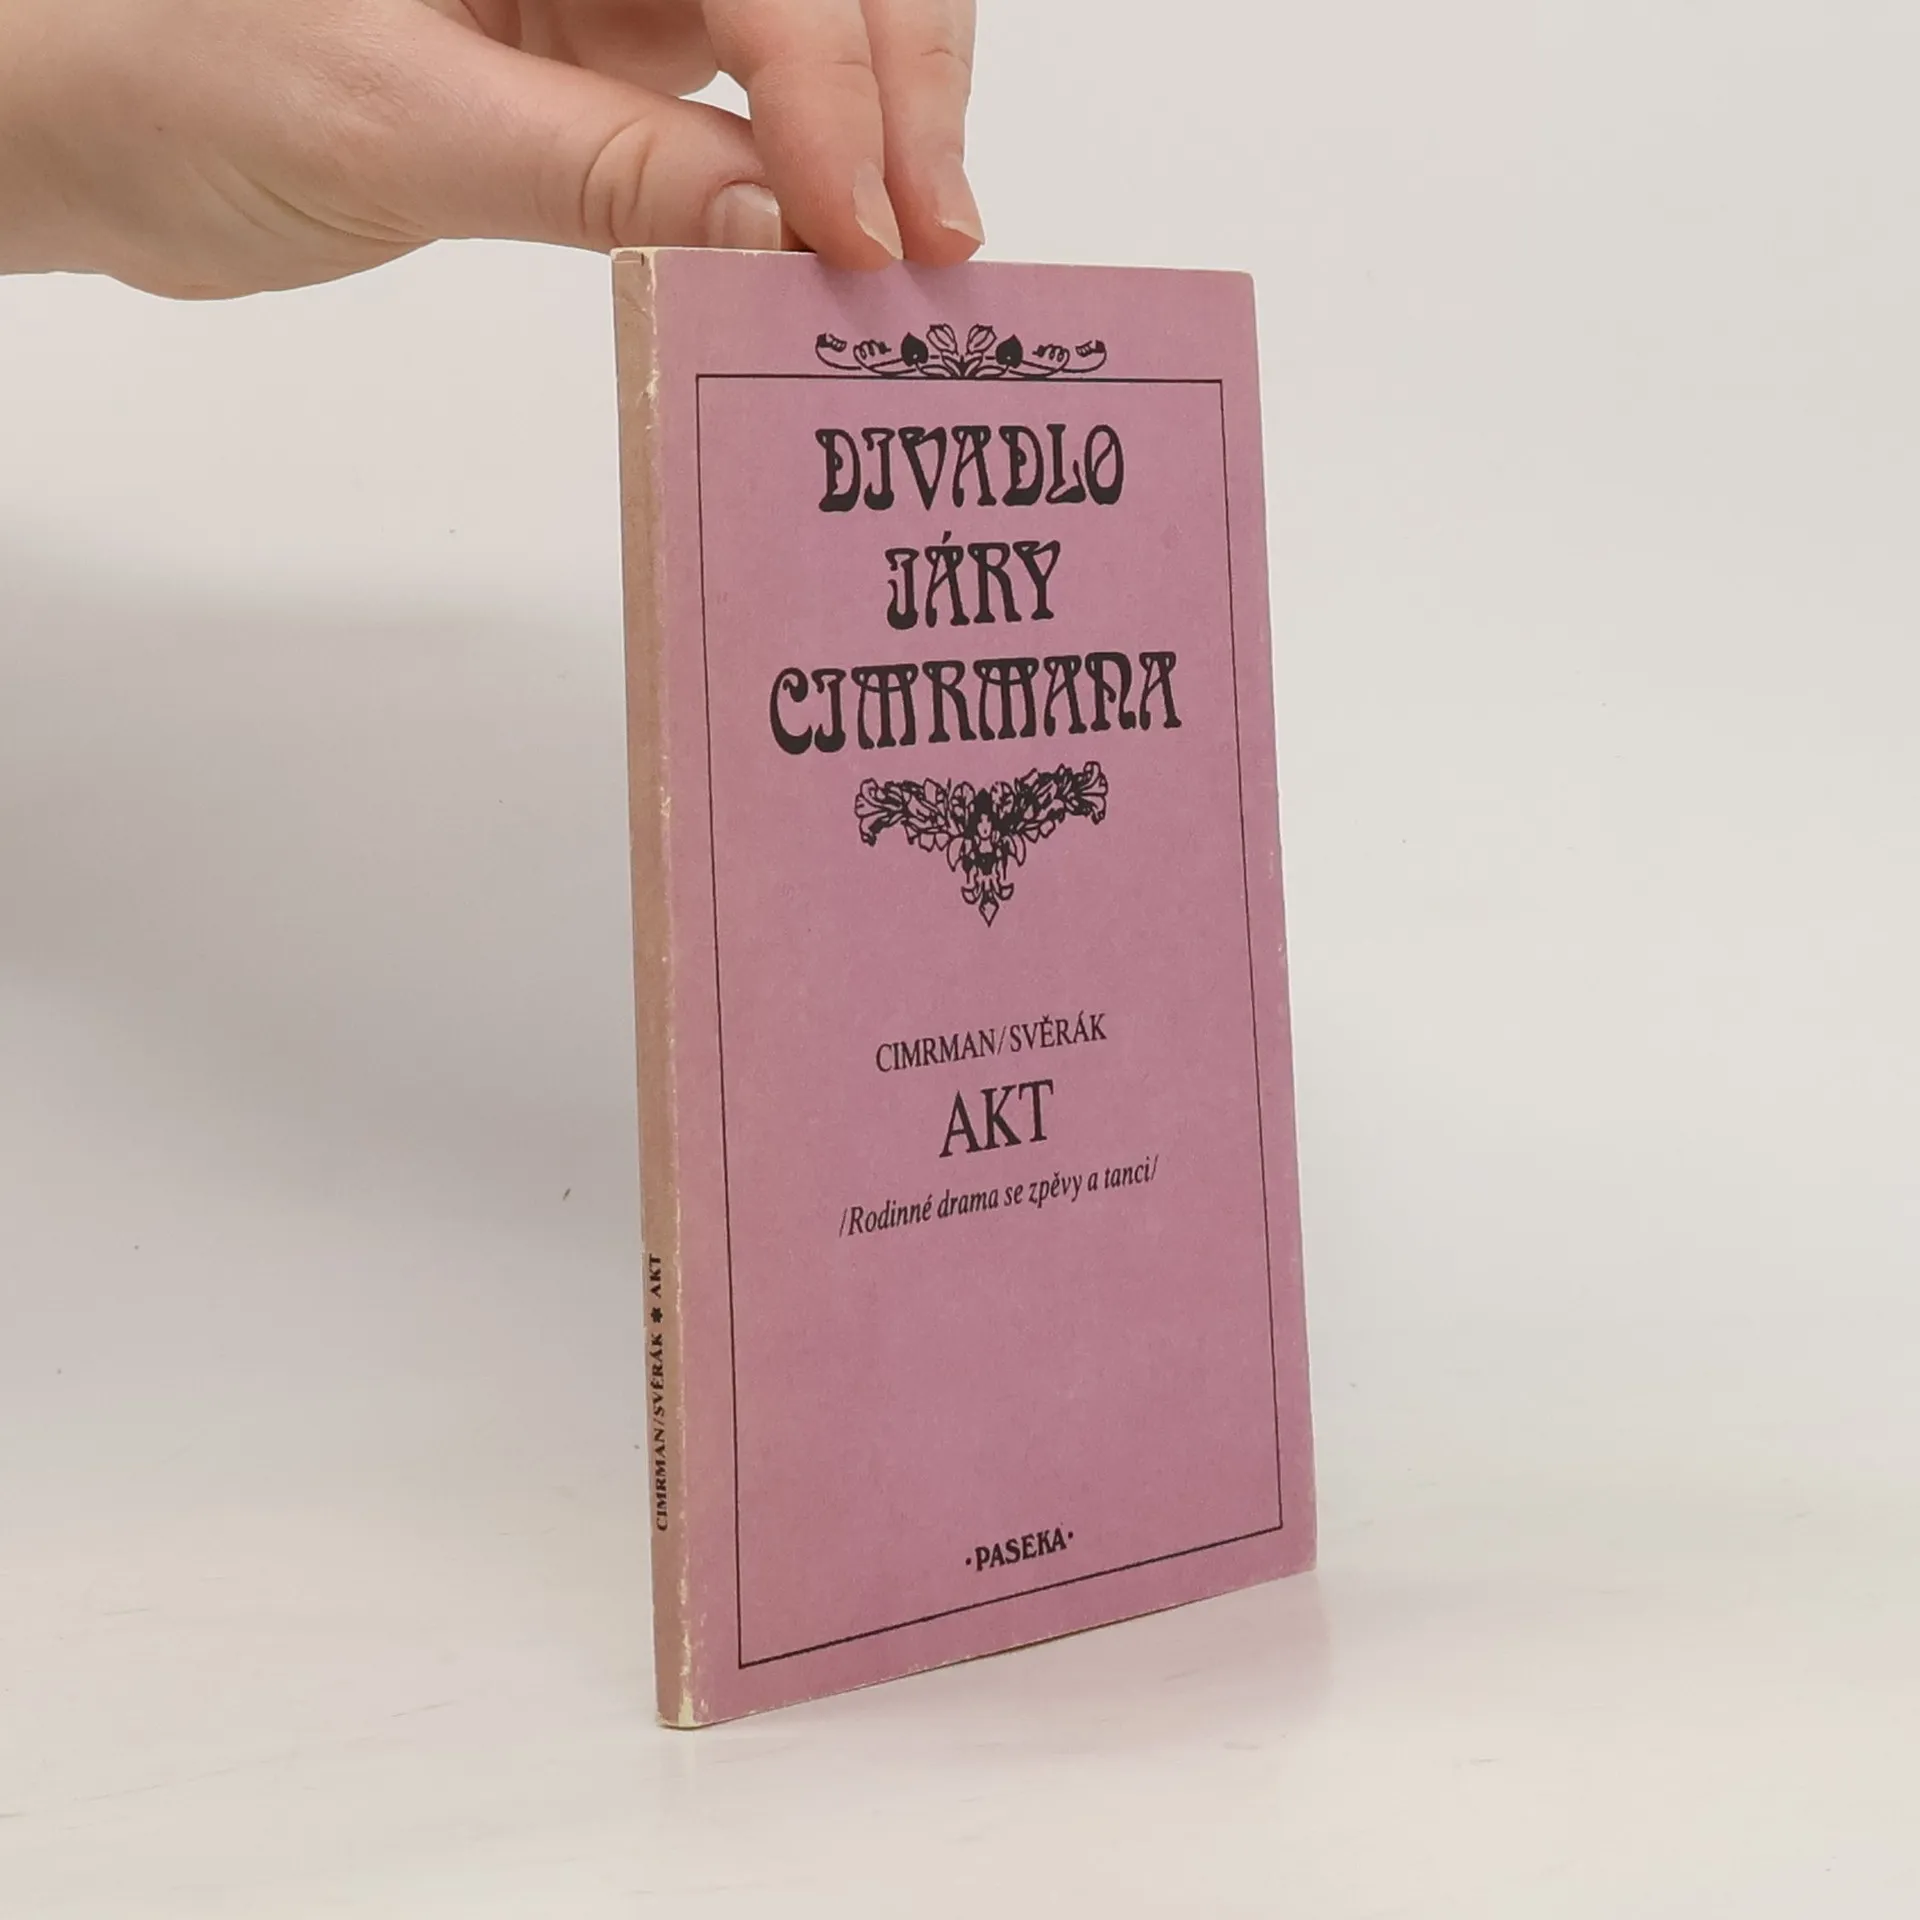 DIVADLO
JÁRY
CIMRMANA
CIMRMAN/SVĚRÁK
AKT
/Rodinné drama se zpěvy a tanci/
·PASEKA·
CIMRMAN/SVĚRÁK * AKT